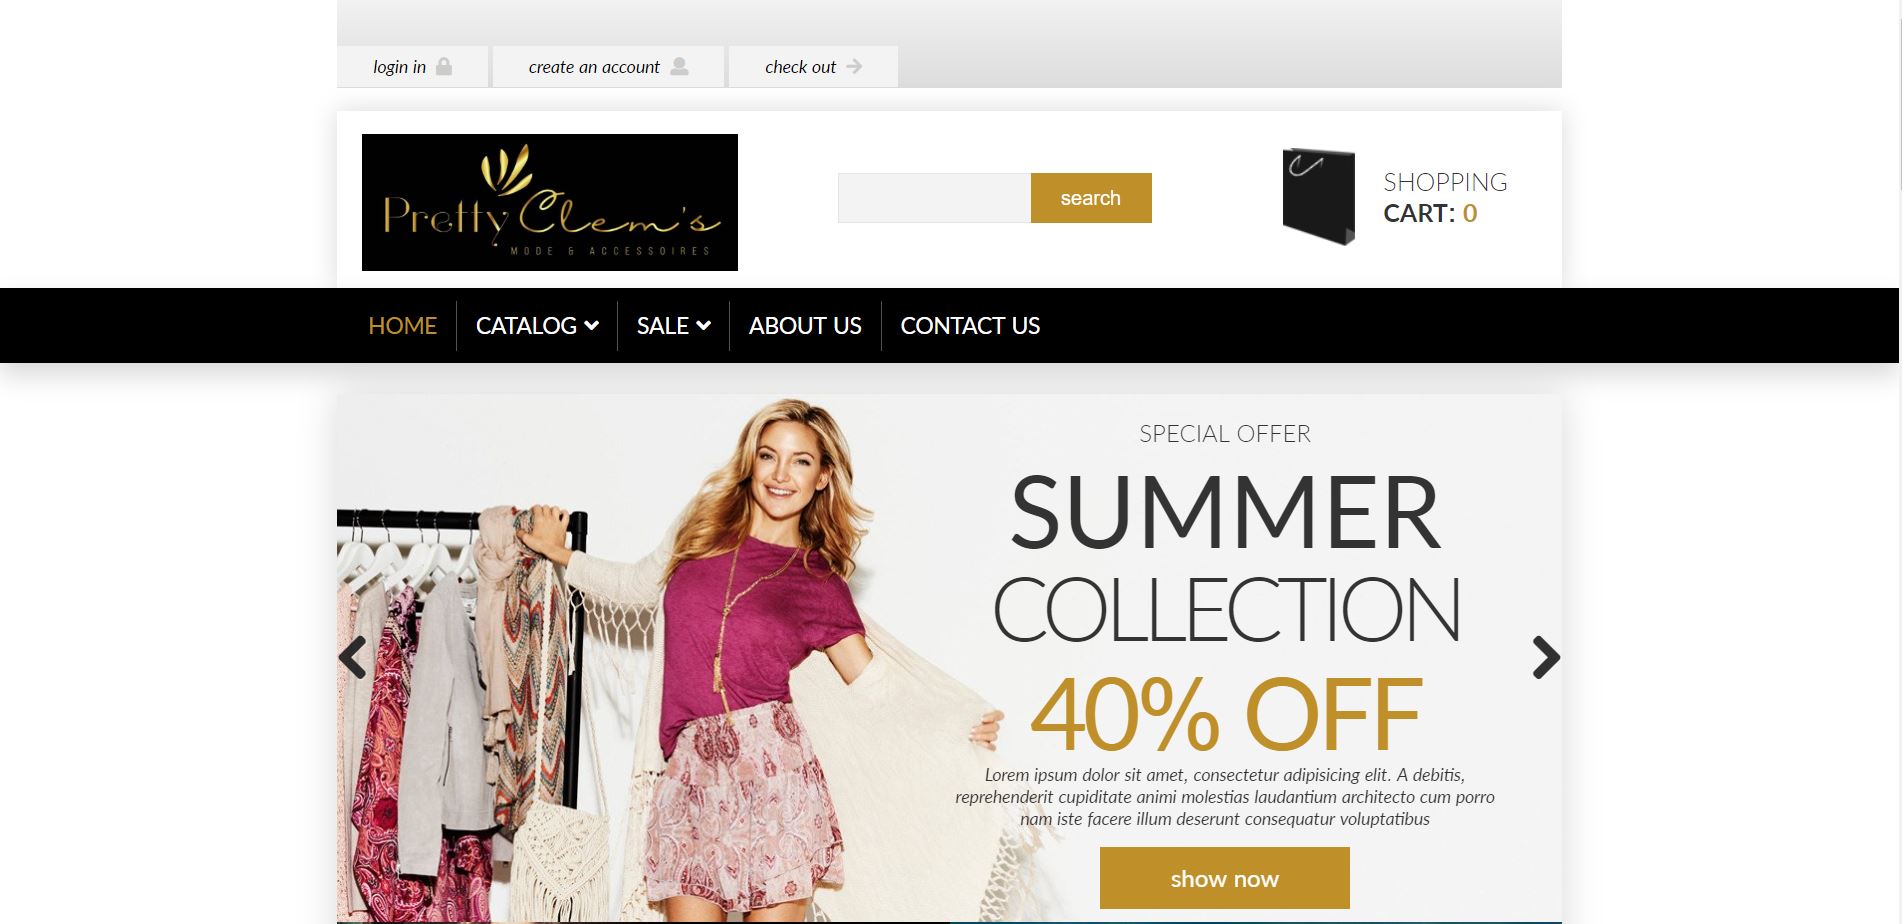 login in
create an account
check out
Pretty Clem's
MODE & ACCESSOIRES
search
SHOPPING
CART: 0
HOME
CATALOG
SALE
ABOUT US
CONTACT US
SPECIAL OFFER
SUMMER
COLLECTION
40% OFF
Lorem ipsum dolor sit amet, consectetur adipisicing elit. A debitis,
reprehenderit cupiditate animi molestias laudantium architecto cum porro
nam iste facere illum deserunt consequatur voluptatibus
show now